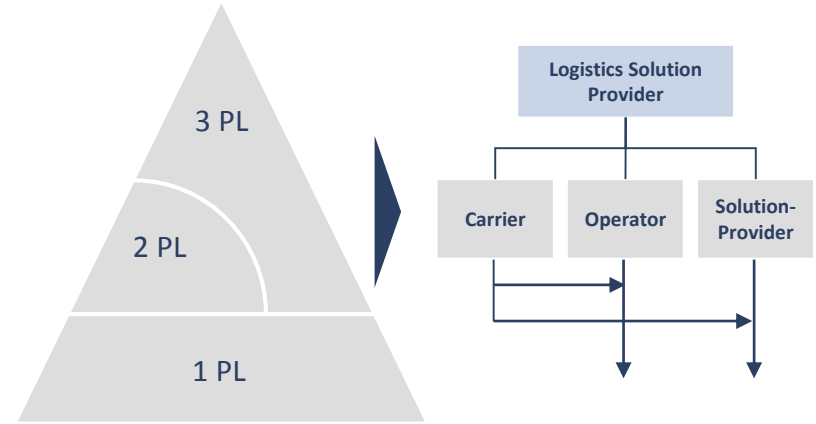 3 PL
2 PL
1 PL
Logistics Solution
Provider
Carrier
Operator
Solution-
Provider